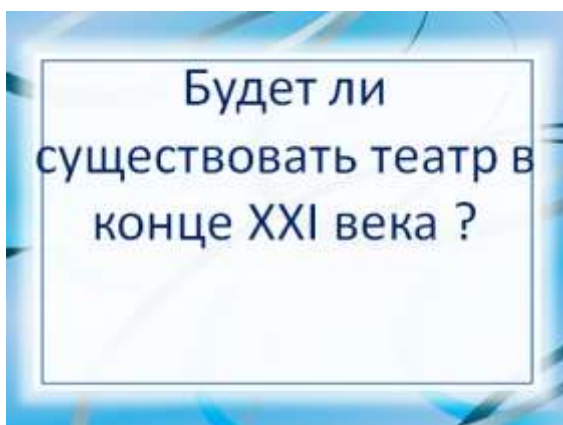 Будет ли
существовать театр в
конце XXI века ?